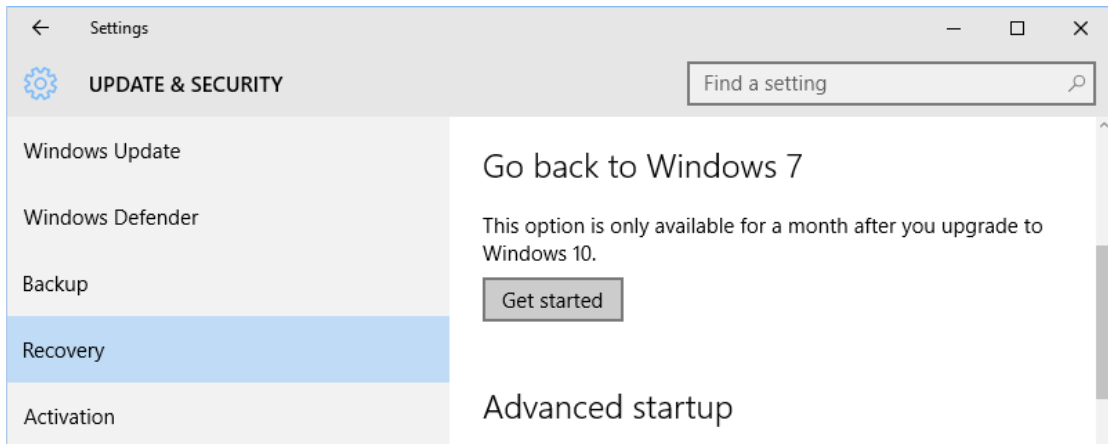 Settings
UPDATE & SECURITY
Find a setting
Windows Update
Windows Defender
Backup
Recovery
Activation
Go back to Windows 7
This option is only available for a month after you upgrade to
Windows 10.
Get started
Advanced startup